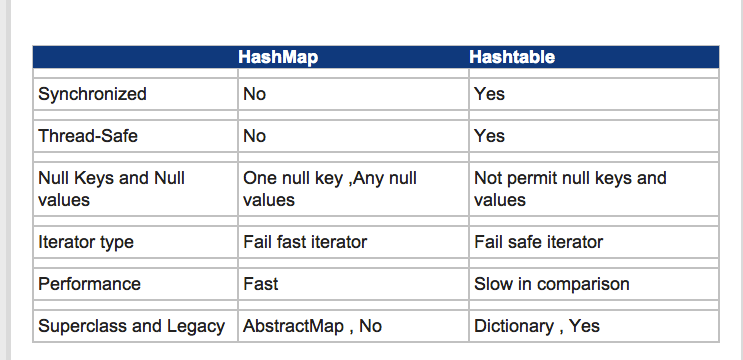 HashMap Hashtable
Synchronized No Yes
Thread-Safe No Yes
Null Keys and Null One null key ,Any null Not permit null keys and
values values values
Iterator type Fail fast iterator Fail safe iterator
Performance Fast Slow in comparison
Superclass and Legacy AbstractMap , No Dictionary , Yes